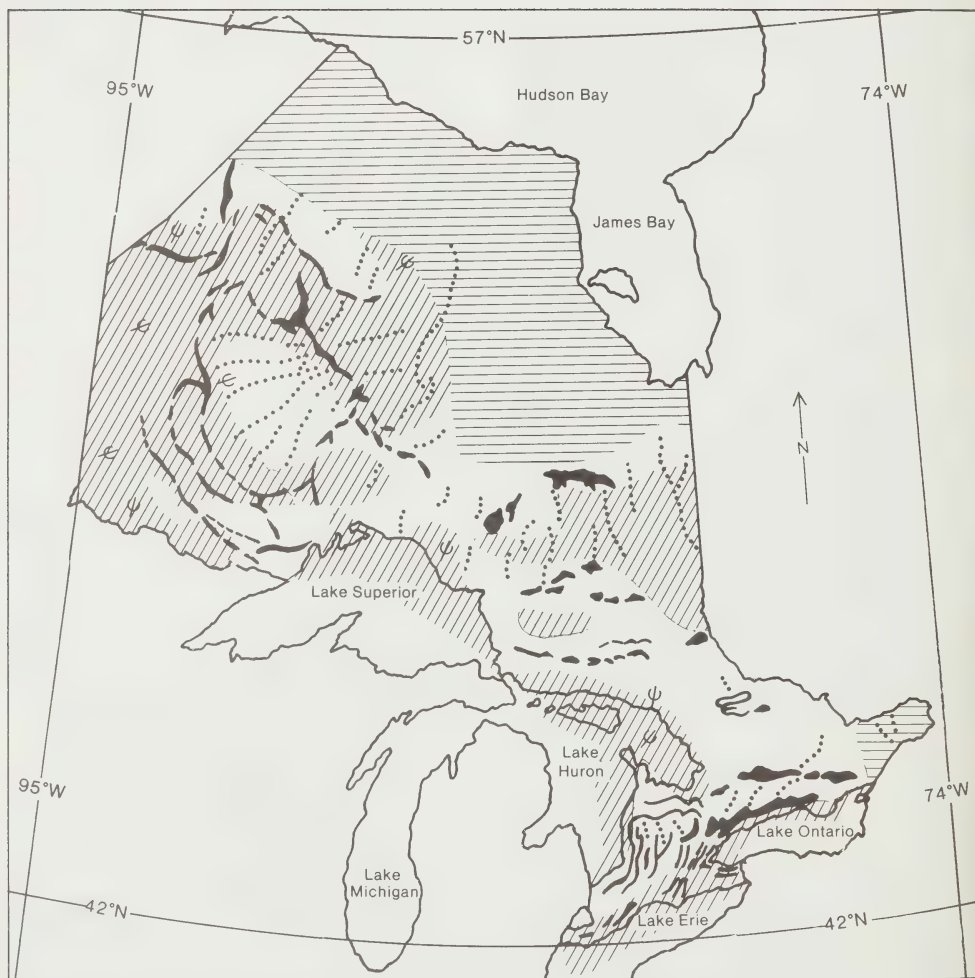 57°N
95°W
74°W
Hudson Bay
James Bay
N
Lake Superior
Lake
Huron
95°W
74°W
Lake Ontario
Lake
Michigan
42°N
Lake Erie
42°N